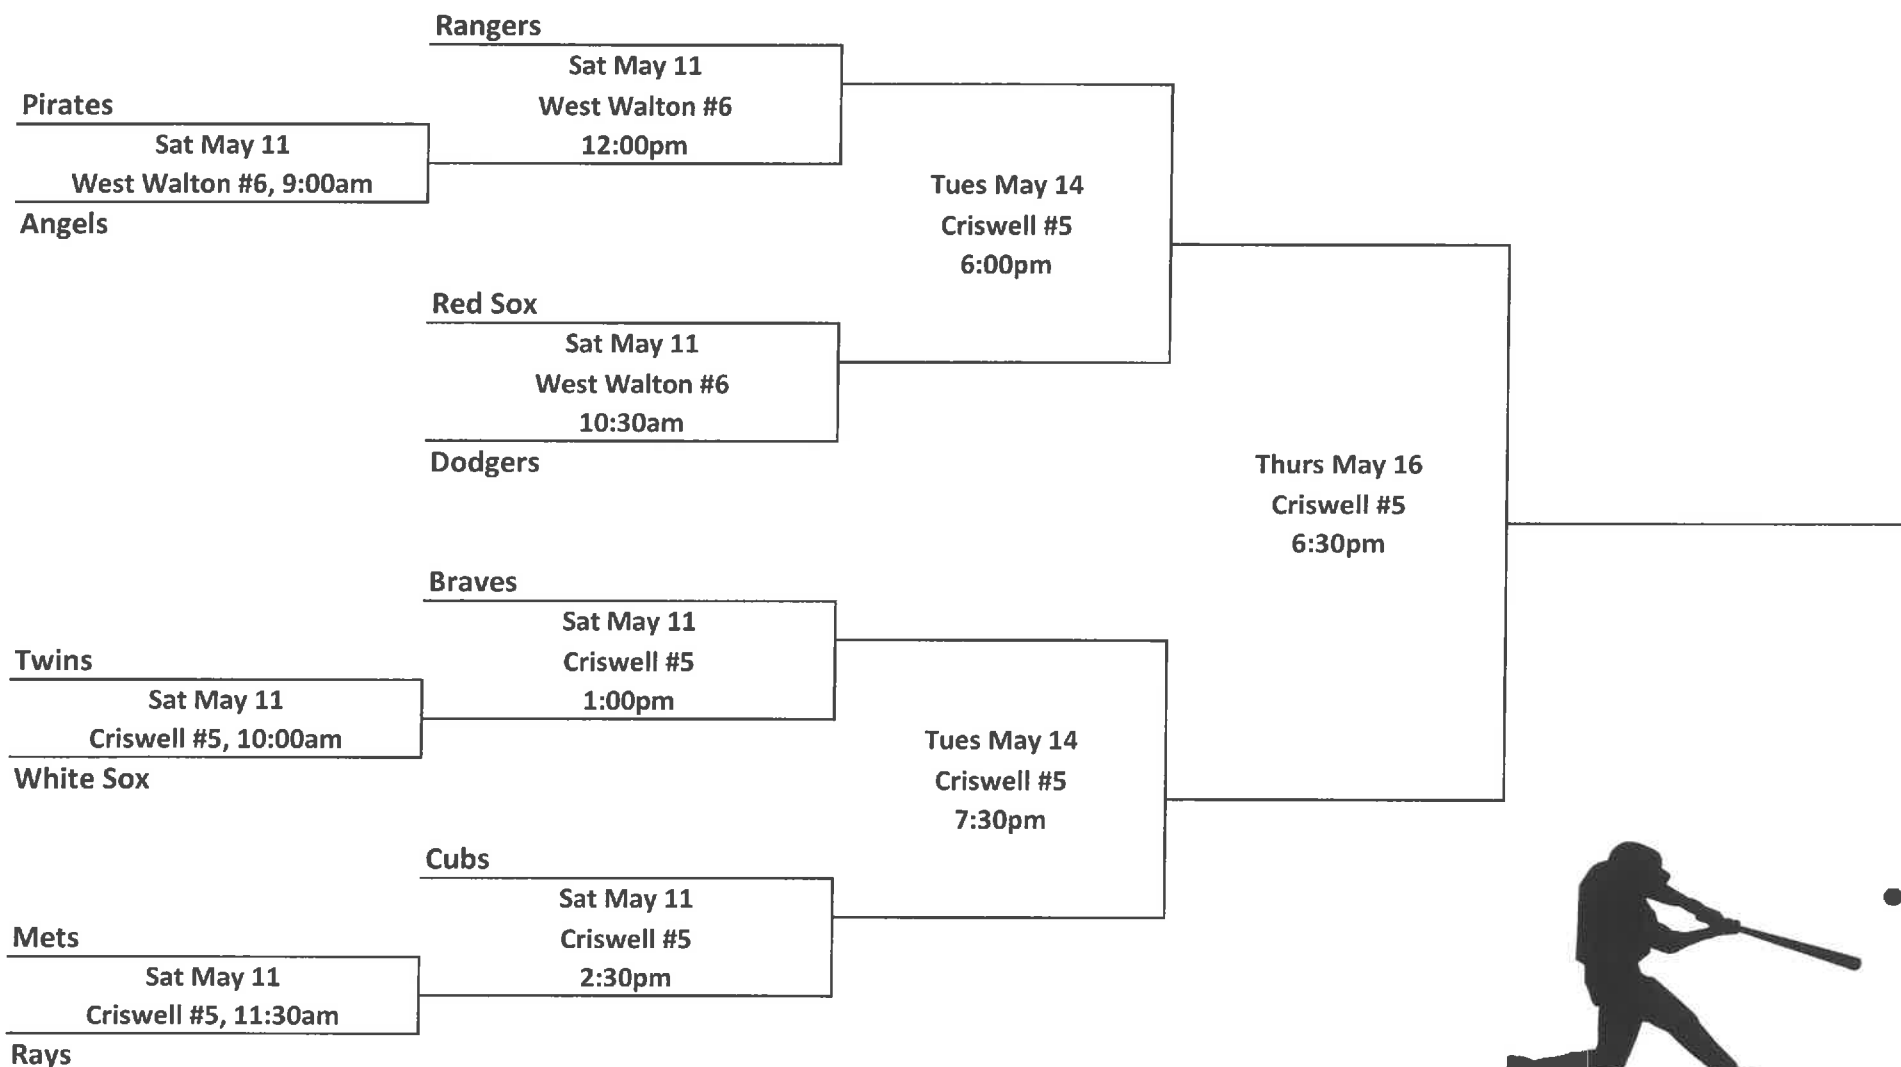 Rangers
Sat May 11
West Walton #6
12:00pm
Pirates
Sat May 11
West Walton #6, 9:00am
Angels
Tues May 14
Criswell #5
6:00pm
Red Sox
Sat May 11
West Walton #6
10:30am
Dodgers
Thurs May 16
Criswell #5
6:30pm
Braves
Sat May 11
Criswell #5
1:00pm
Twins
Sat May 11
Criswell #5, 10:00am
White Sox
Tues May 14
Criswell #5
7:30pm
Cubs
Sat May 11
Criswell #5
2:30pm
Mets
Sat May 11
Criswell #5, 11:30am
Rays